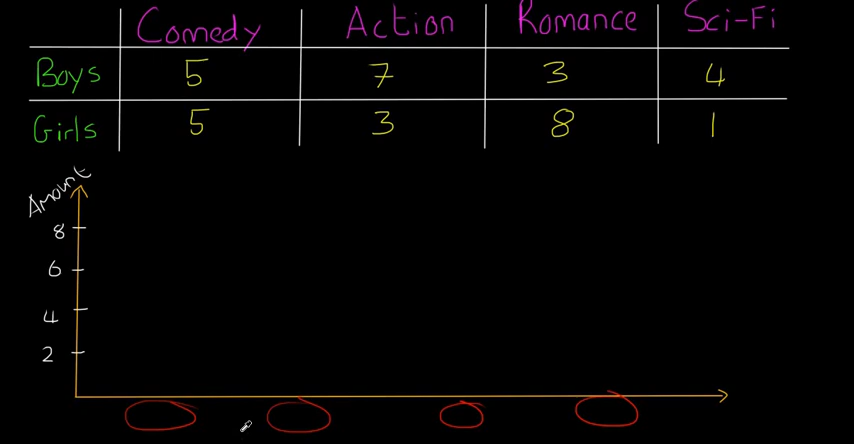 Comedy Action Romance Sci-Fi
Boys 5 7 3 4
Girls 5 3 8 1
Amount
8
6
4
2